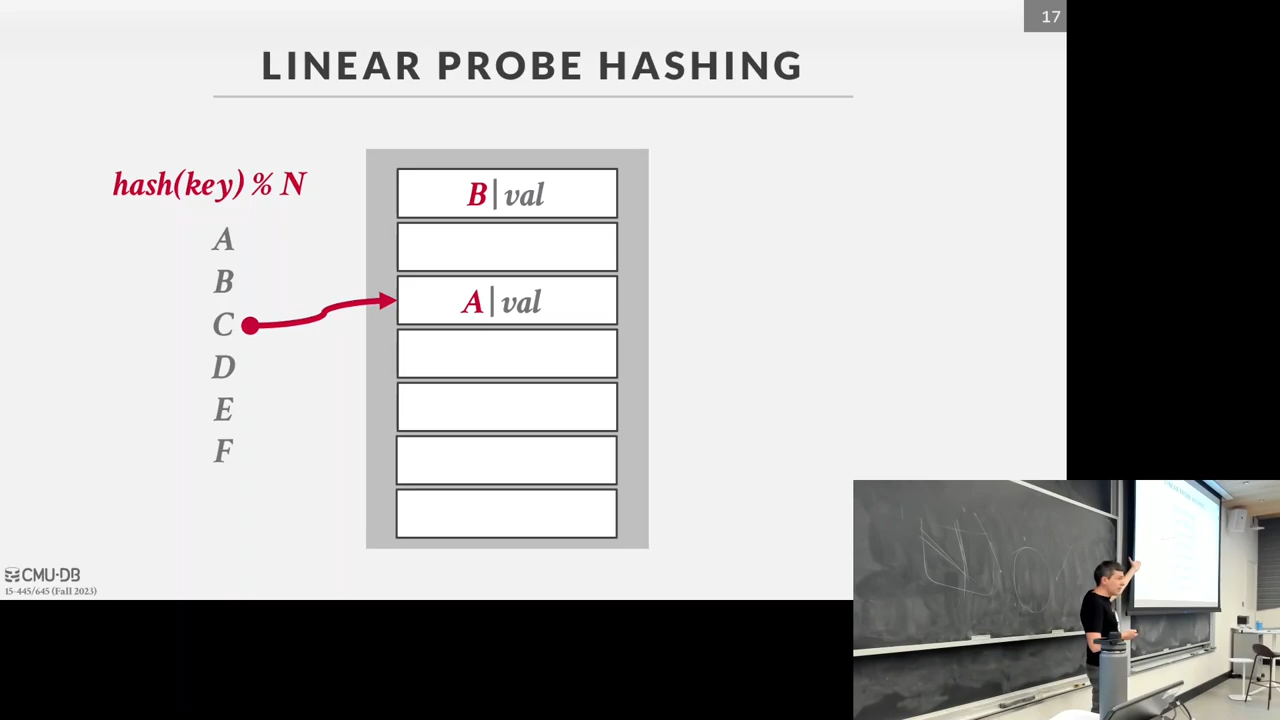 17
LINEAR PROBE HASHING
hash(key) % N
A
B
C
D
E
F
B|val
A|val
CMU·DB
15-445/645 (Fall 2023)